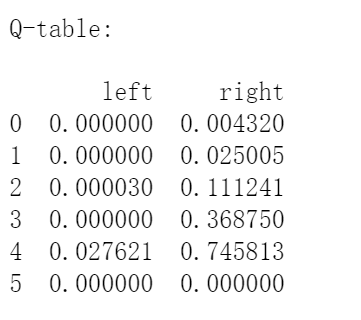 Q-table:
left right
0 0.000000 0.004320
1 0.000000 0.025005
2 0.000030 0.111241
3 0.000000 0.368750
4 0.027621 0.745813
5 0.000000 0.000000